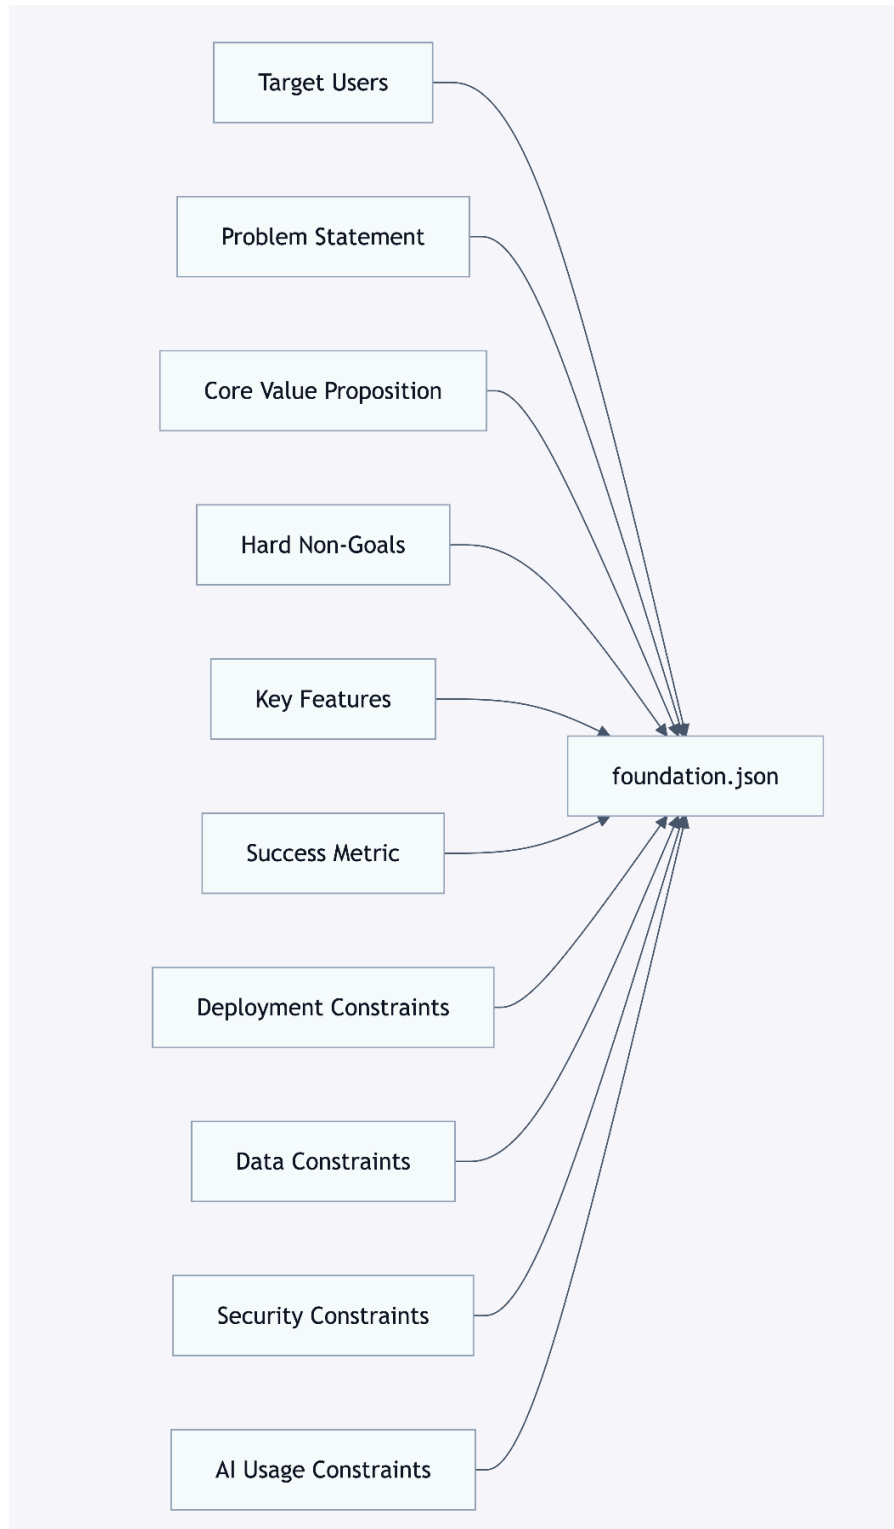 Target Users
Problem Statement
Core Value Proposition
Hard Non-Goals
Key Features
foundation.json
Success Metric
Deployment Constraints
Data Constraints
Security Constraints
AI Usage Constraints